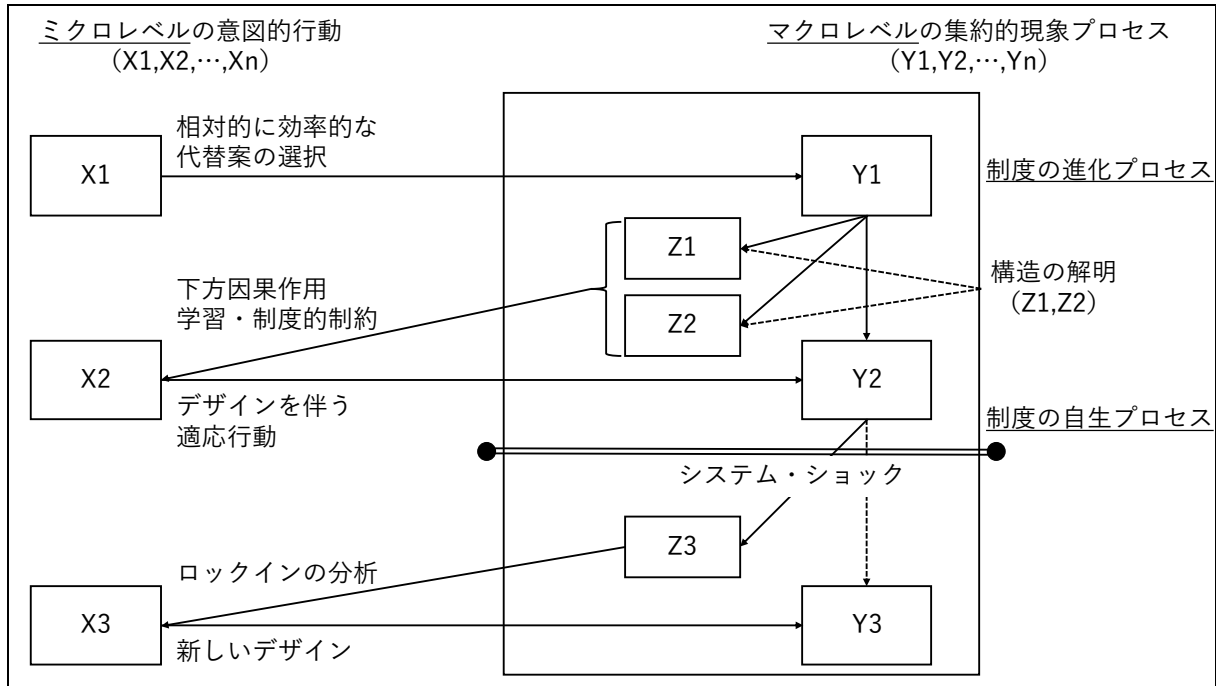 ミクロレベルの意図的行動
（X1,X2,…,Xn）
マクロレベルの集約的現象プロセス
（Y1,Y2,…,Yn）
相対的に効率的な
代替案の選択
X1
Y1
制度の進化プロセス
Z1
構造の解明
（Z1,Z2）
下方因果作用
学習・制度的制約
Z2
X2
Y2
デザインを伴う
適応行動
制度の自生プロセス
システム・ショック
Z3
ロックインの分析
X3
Y3
新しいデザイン